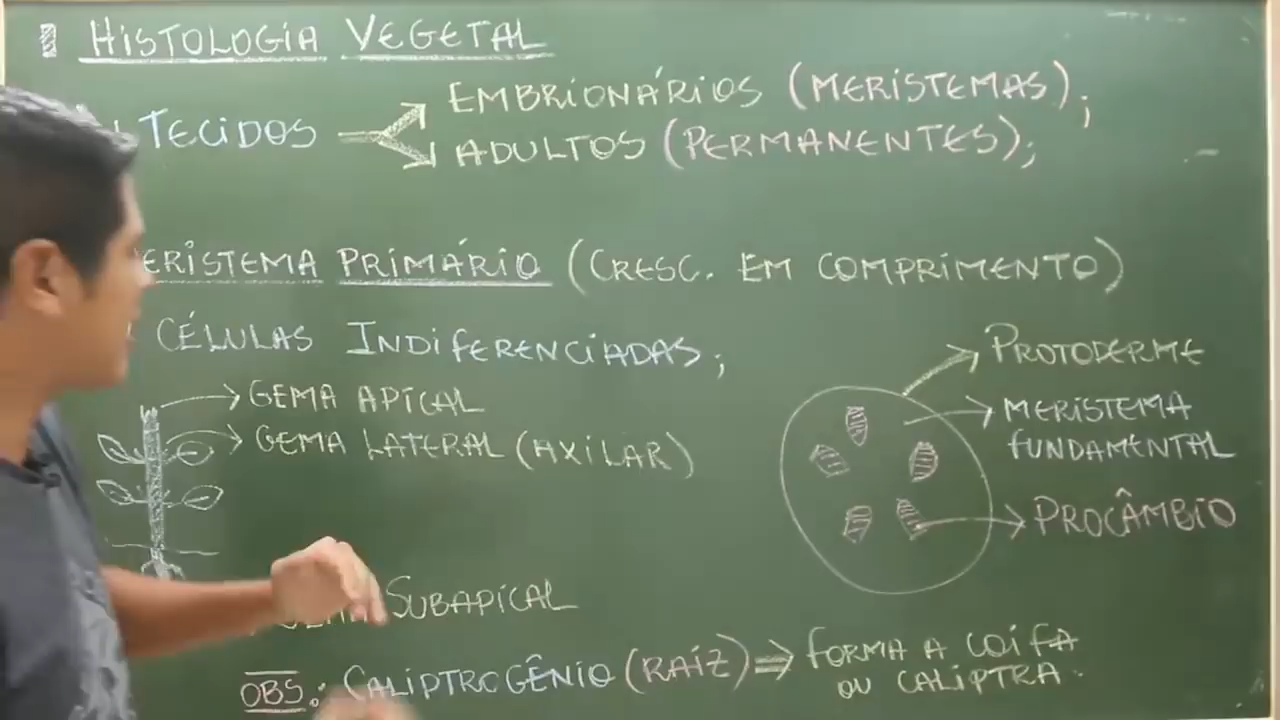 HISTOLOGIA VEGETAL
TECIDOS
EMBRIONÁRIOS (MERISTEMAS);
ADULTOS (PERMANENTES);
ERISTEMA PRIMÁRIO (CRESC. EM COMPRIMENTO)
CÉLULAS INDIFERENCIADAS;
GEMA APICAL
GEMA LATERAL (AXILAR)
PROTODERME
MERISTEMA
FUNDAMENTAL
PROCÂMBIO
SUBAPICAL
OBS.: CALIPTROGÊNIO (RAÍZ) ⇒ FORMA A COIFA
OU CALIPTRA.